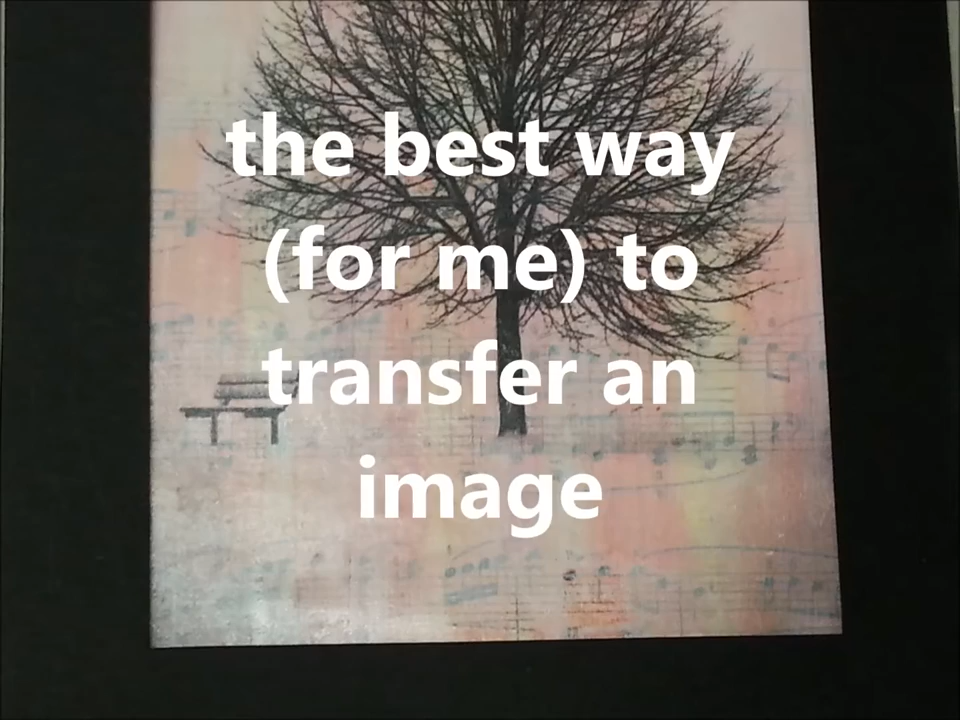 the best way
(for me) to
transfer an
image